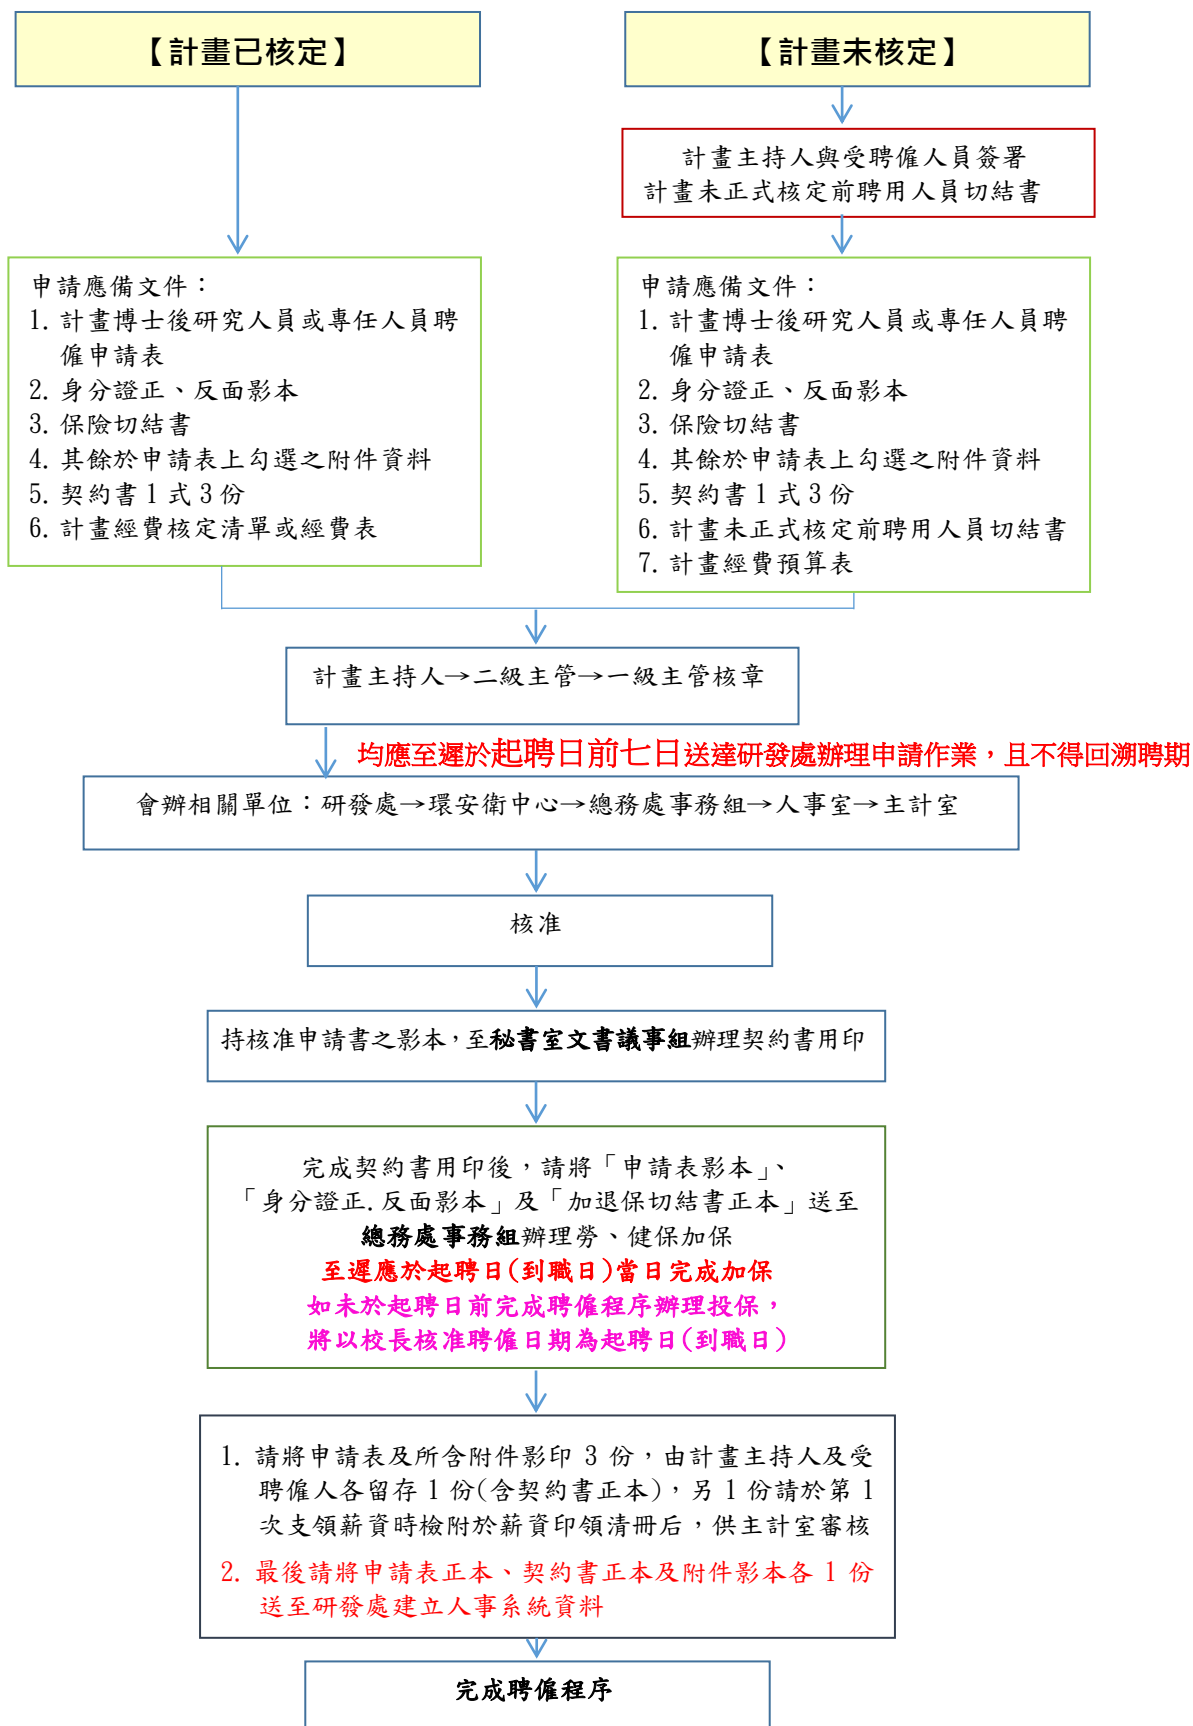 【計畫已核定】
【計畫未核定】
計畫主持人與受聘僱人員簽署
計畫未正式核定前聘用人員切結書
申請應備文件：
1. 計畫博士後研究人員或專任人員聘
僱申請表
2. 身分證正、反面影本
3. 保險切結書
4. 其餘於申請表上勾選之附件資料
5. 契約書 1 式 3 份
6. 計畫經費核定清單或經費表
申請應備文件：
1. 計畫博士後研究人員或專任人員聘
僱申請表
2. 身分證正、反面影本
3. 保險切結書
4. 其餘於申請表上勾選之附件資料
5. 契約書 1 式 3 份
6. 計畫未正式核定前聘用人員切結書
7. 計畫經費預算表
計畫主持人→二級主管→一級主管核章
均應至遲於起聘日前七日送達研發處辦理申請作業，且不得回溯聘期
會辦相關單位：研發處→環安衛中心→總務處事務組→人事室→主計室
核准
持核准申請書之影本，至秘書室文書議事組辦理契約書用印
完成契約書用印後，請將「申請表影本」、
「身分證正.反面影本」及「加退保切結書正本」送至
總務處事務組辦理勞、健保加保
至遲應於起聘日(到職日)當日完成加保
如未於起聘日前完成聘僱程序辦理投保，
將以校長核准聘僱日期為起聘日(到職日)
1. 請將申請表及所含附件影印 3 份，由計畫主持人及受
聘僱人各留存 1 份(含契約書正本)，另 1 份請於第 1
次支領薪資時檢附於薪資印領清冊后，供主計室審核
2. 最後請將申請表正本、契約書正本及附件影本各 1 份
送至研發處建立人事系統資料
完成聘僱程序